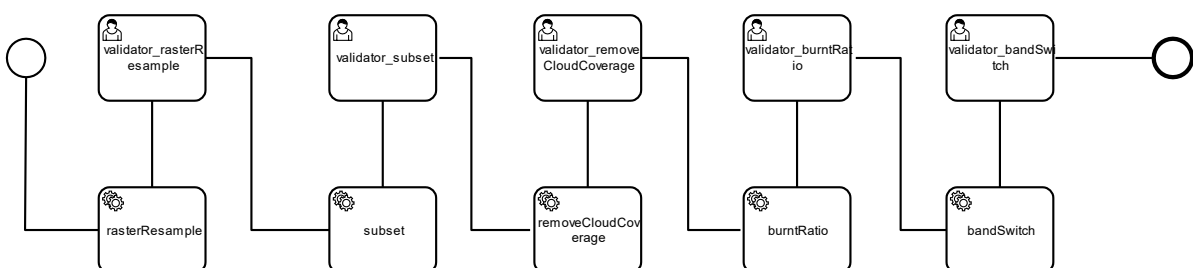 validator_rasterR
esample
validator_subset
validator_remove
CloudCoverage
validator_burntRat
io
validator_bandSwi
tch
rasterResample
subset
removeCloudCov
erage
burntRatio
bandSwitch